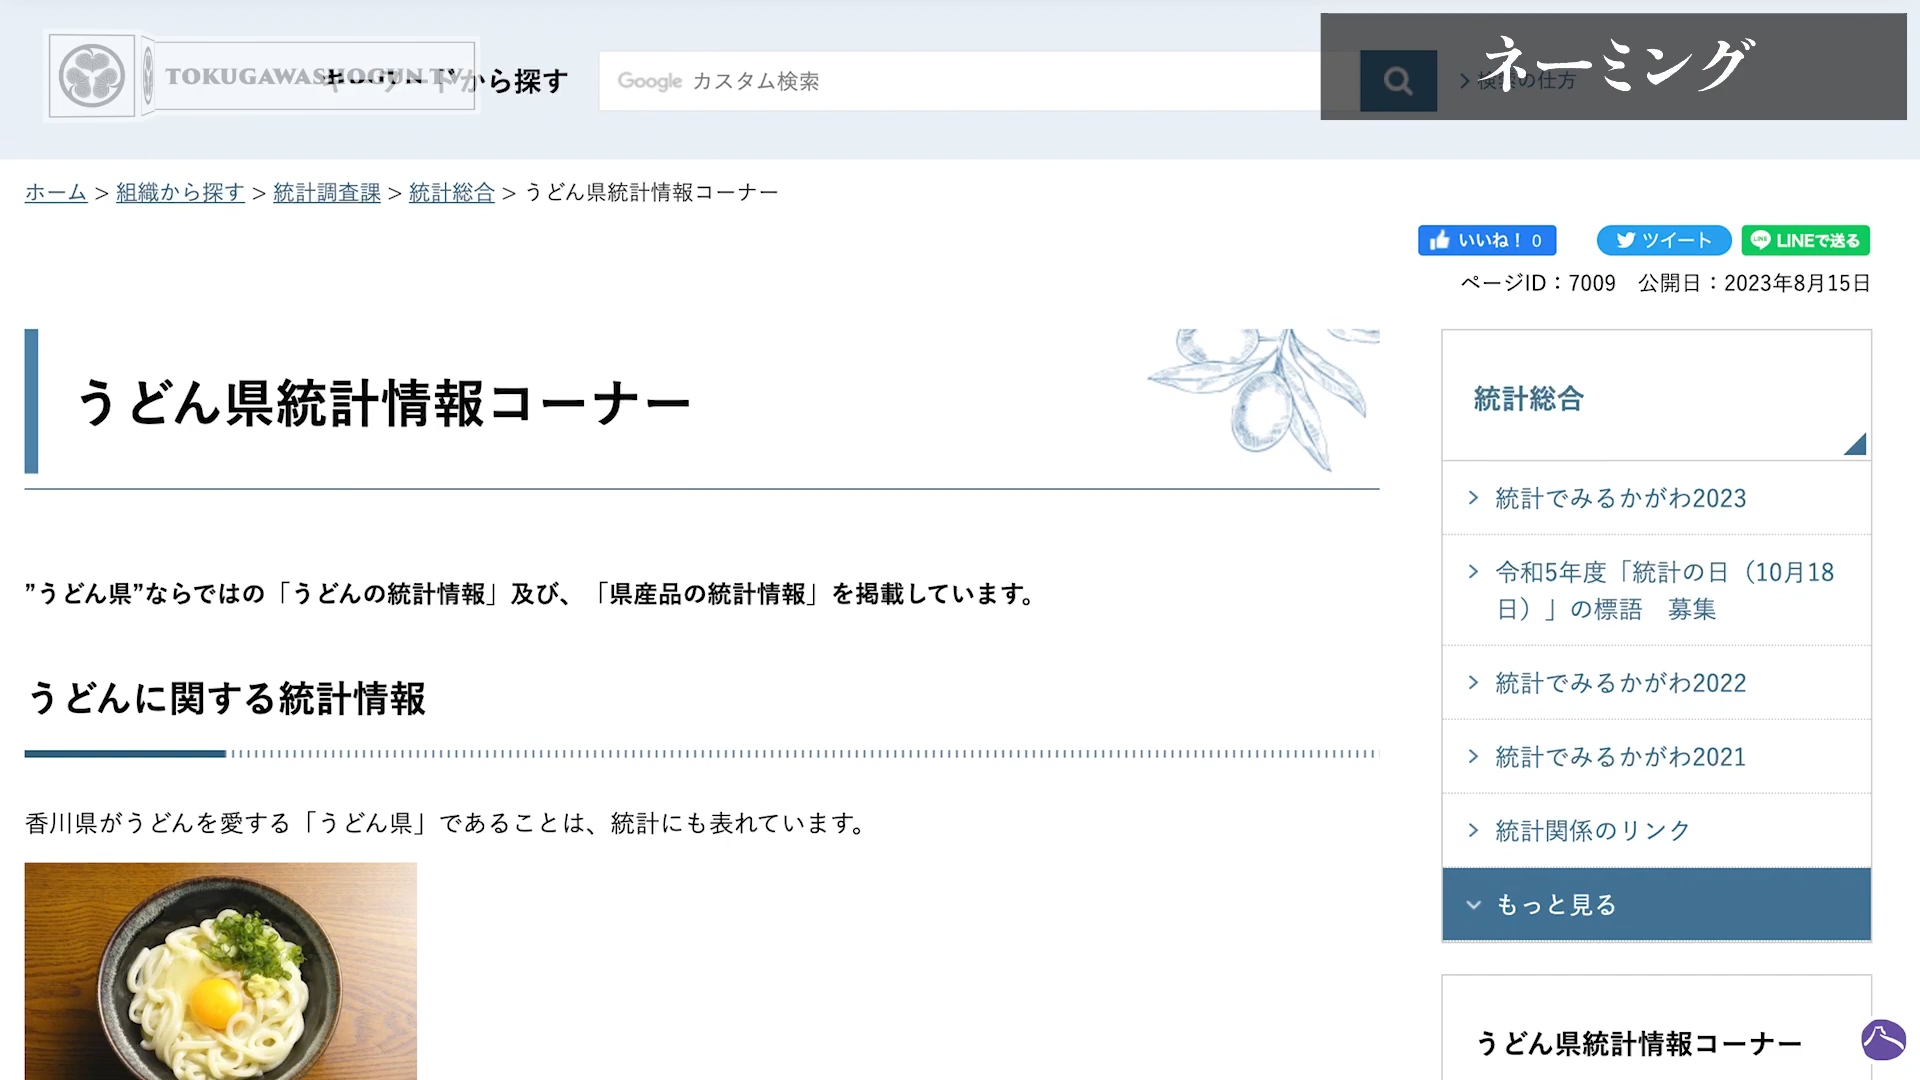 TOKUGAWASHOGUN TV
から探す
Google カスタム検索
ネーミング
検索の仕方
ホーム > 組織から探す > 統計調査課 > 統計総合 > うどん県統計情報コーナー
いいね！ 0
ツイート
LINEで送る
ページID：7009　公開日：2023年8月15日
うどん県統計情報コーナー
”うどん県”ならではの「うどんの統計情報」及び、「県産品の統計情報」を掲載しています。
うどんに関する統計情報
香川県がうどんを愛する「うどん県」であることは、統計にも表れています。
統計総合
統計でみるかがわ2023
令和5年度「統計の日（10月18
日）」の標語　募集
統計でみるかがわ2022
統計でみるかがわ2021
統計関係のリンク
もっと見る
うどん県統計情報コーナー